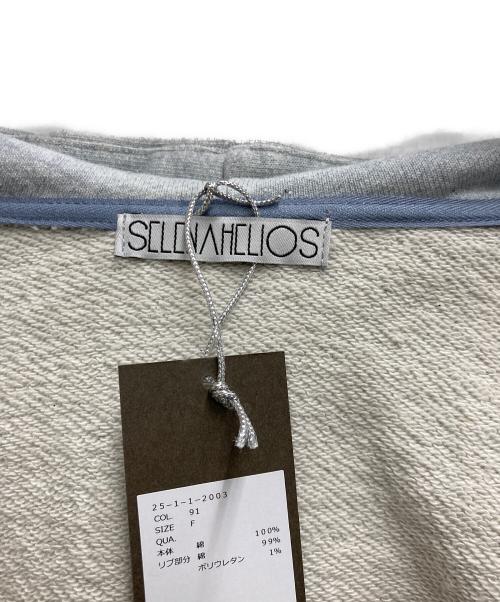 SELENAHELIOS
25-1-1-2003
COL. 91
SIZE F
QUA.
本体 綿 100%
リブ部分 綿 99%
ポリウレタン 1%